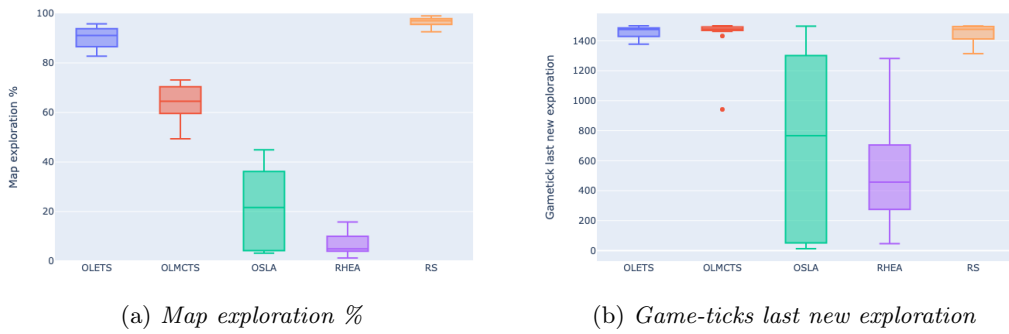 100
80
60
40
20
0
Map exploration %
OLETS
OLMCTS
OSLA
RHEA
RS
(a) Map exploration %
1400
1200
1000
800
600
400
200
0
Gametick last new exploration
OLETS
OLMCTS
OSLA
RHEA
RS
(b) Game-ticks last new exploration